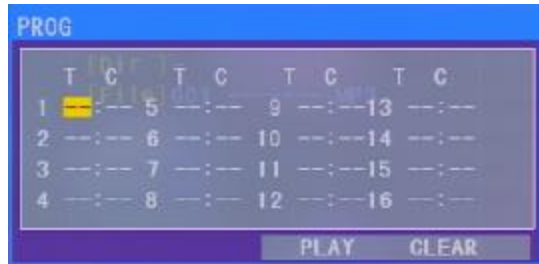 PROG
T C T C T C T C
1 --:-- 5 --:-- 9 --:-- 13 --:--
2 --:-- 6 --:-- 10 --:-- 14 --:--
3 --:-- 7 --:-- 11 --:-- 15 --:--
4 --:-- 8 --:-- 12 --:-- 16 --:--
PLAY CLEAR